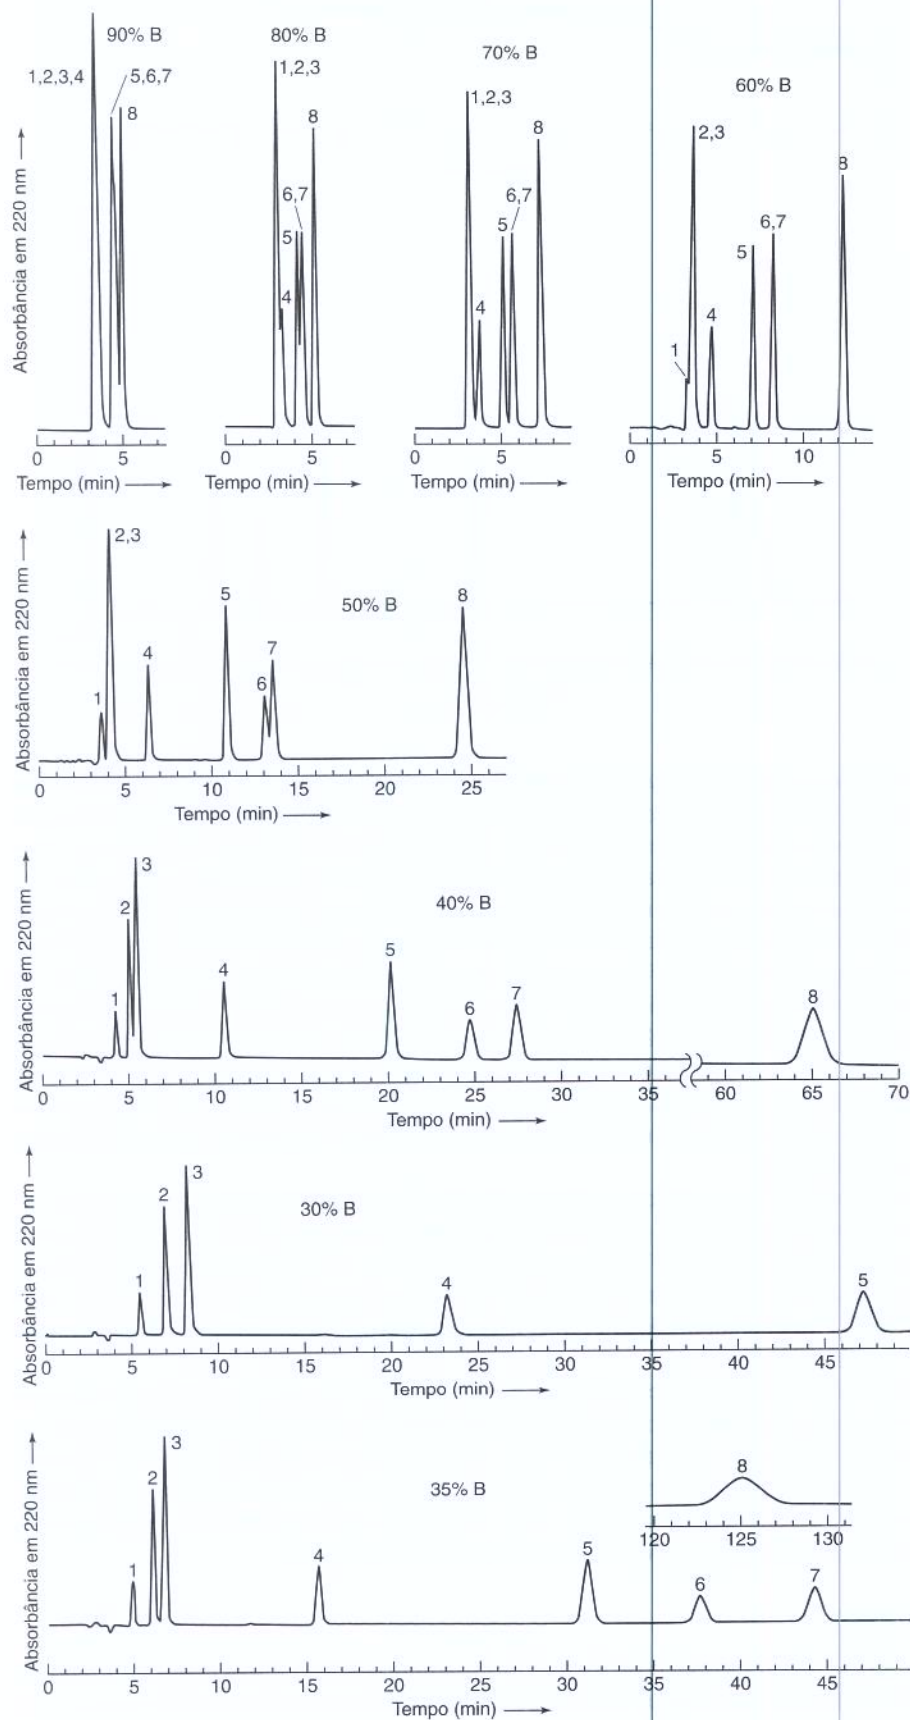 90% B
1,2,3,4
5,6,7
8
Absorbância em 220 nm
0 5
Tempo (min)
80% B
1,2,3
8
6,7
5
4
0 5
Tempo (min)
70% B
1,2,3
8
5
6,7
4
0 5
Tempo (min)
60% B
2,3
8
6,7
5
4
1
0 5 10
Tempo (min)
2,3
50% B
5
8
4
7
6
1
Absorbância em 220 nm
0 5 10 15 20 25
Tempo (min)
3
40% B
2
5
4
1
6
7
8
Absorbância em 220 nm
0 5 10 15 20 25 30 35 60 65 70
Tempo (min)
3
2
30% B
1
4
5
Absorbância em 220 nm
0 5 10 15 20 25 30 35 40 45
Tempo (min)
3
2
35% B
8
120 125 130
1
4
5
6
7
Absorbância em 220 nm
0 5 10 15 20 25 30 35 40 45
Tempo (min)